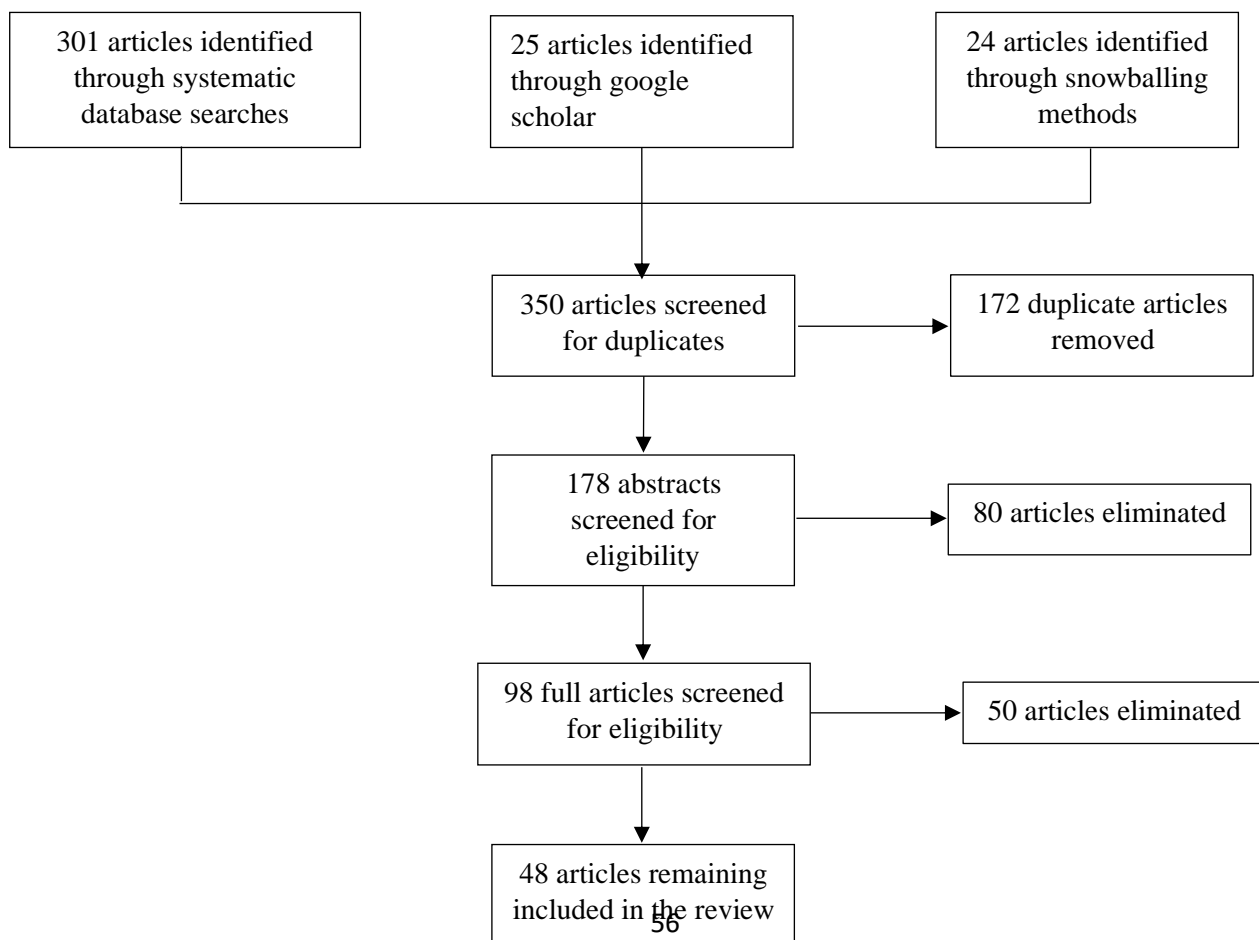 301 articles identified
through systematic
database searches
25 articles identified
through google
scholar
24 articles identified
through snowballing
methods
350 articles screened
for duplicates
172 duplicate articles
removed
178 abstracts
screened for
eligibility
80 articles eliminated
98 full articles screened
for eligibility
50 articles eliminated
48 articles remaining
included in the review
56